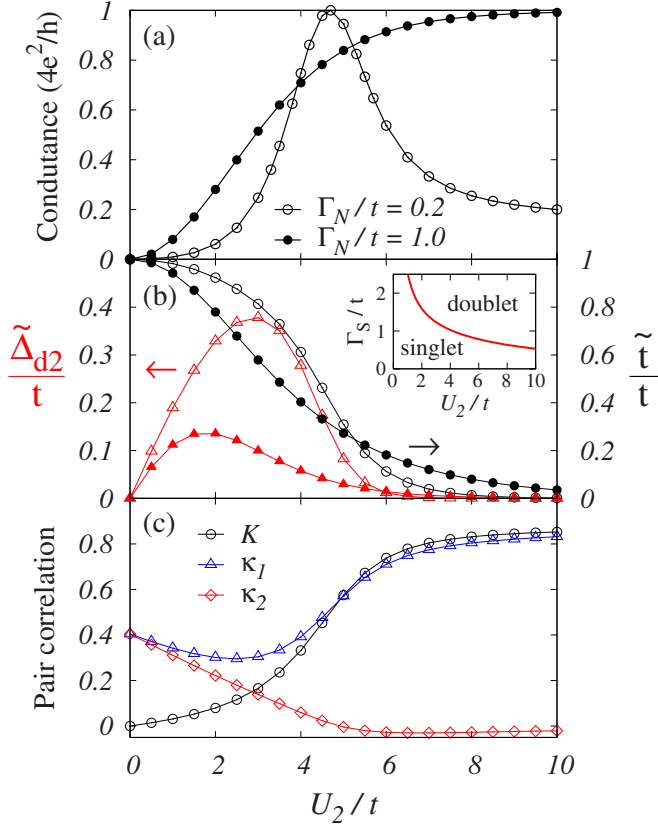 (a)
Condutance (4e²/h)
1
0.8
0.6
0.4
0.2
0
Γ_N/t = 0.2
Γ_N/t = 1.0
(b)
Δ̃_d2/t
0.4
0.3
0.2
0.1
0
←
→
1
0.8
0.6
0.4
0.2
0
t̃/t
Γ_S/t
2
1
0
doublet
singlet
2 4 6 8 10
U_2/t
(c)
Pair correlation
0.8
0.6
0.4
0.2
0
K
κ_1
κ_2
0 2 4 6 8 10
U_2/t